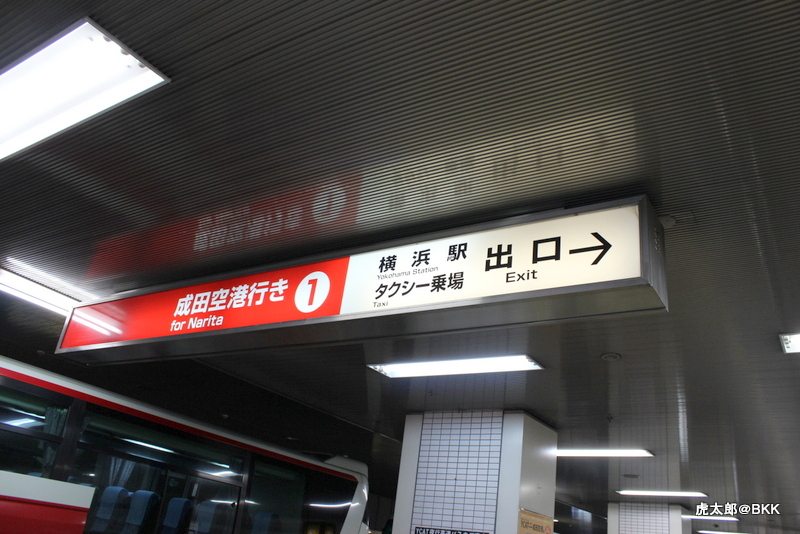 成田空港行き 1
for Narita
横浜駅
Yokohama Station
タクシー乗場
Taxi
出口→
Exit
虎太郎@BKK